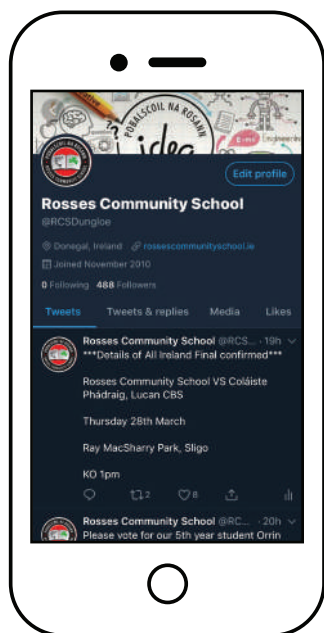 POBALSCOIL NA ROSANN
idea
Edit profile
Rosses Community School
@RCSDungloe
Donegal, Ireland rossescommunityschool.ie
Joined November 2010
0 Following 468 Followers
Tweets Tweets & replies Media Likes
Rosses Community School @RCS... · 19h
***Details of All Ireland Final confirmed***
Rosses Community School VS Coláiste
Phádraig, Lucan CBS
Thursday 28th March
Ray MacSharry Park, Sligo
KO 1pm
2 8
Rosses Community School @RC... · 20h
Please vote for our 5th year student Orrin